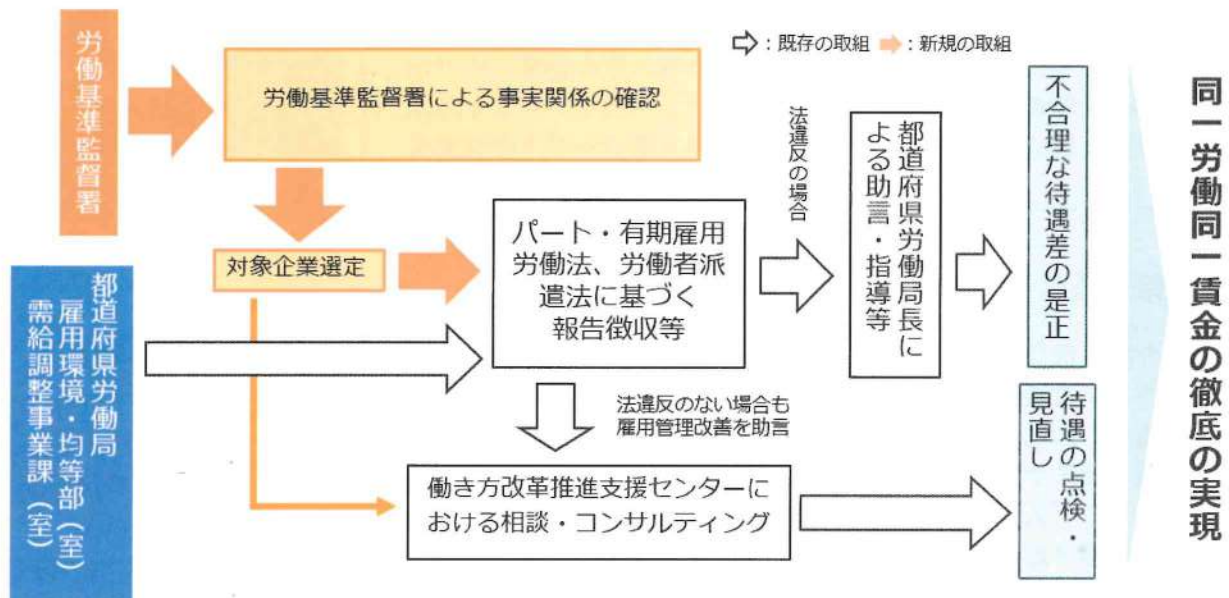 労働基準監督署
⇨：既存の取組 ➡：新規の取組
労働基準監督署による事実関係の確認
対象企業選定
都道府県労働局
雇用環境・均等部（室）
需給調整事業課（室）
パート・有期雇用
労働法、労働者派
遣法に基づく
報告徴収等
法違反の場合
都道府県労働局長に
よる助言・指導等
不合理な待遇差の是正
法違反のない場合も
雇用管理改善を助言
働き方改革推進支援センターに
おける相談・コンサルティング
待遇の点検・
見直し
同一労働同一賃金の徹底の実現